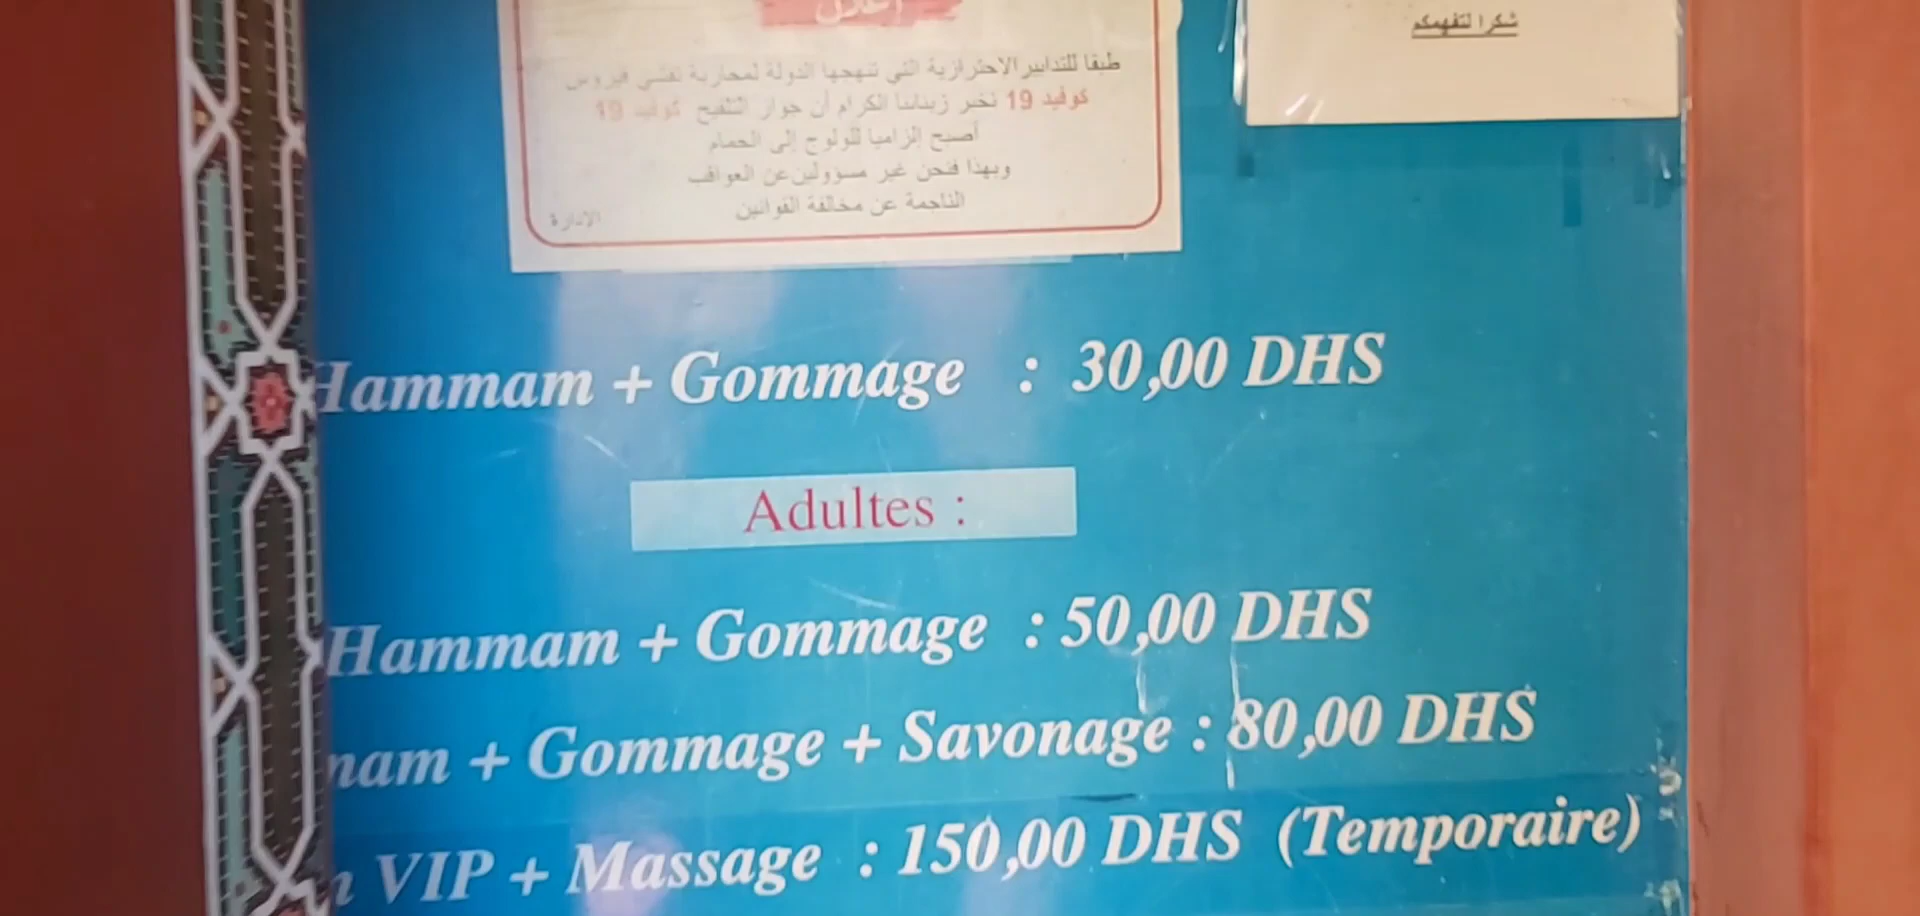 إعلان
طبقا للتدابير الاحترازية التي تنهجها الدولة لمحاربة تفشي فيروس
كوفيد 19 نخبر زبنائنا الكرام أن جواز التلقيح كوفيد 19
أصبح إلزاميا للولوج إلى الحمام
وبهذا فنحن غير مسؤولين عن العواقب
الناجمة عن مخالفة القوانين
الإدارة
شكرا لتفهمكم
Hammam + Gommage : 30,00 DHS
Adultes :
Hammam + Gommage : 50,00 DHS
mam + Gommage + Savonage : 80,00 DHS
VIP + Massage : 150,00 DHS (Temporaire)